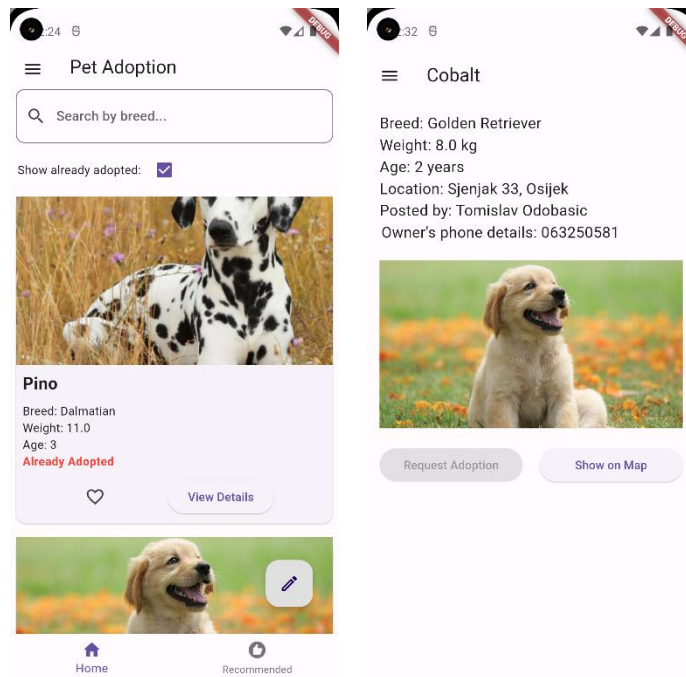 :24
DEBUG
Pet Adoption
Search by breed...
Show already adopted:
Pino
Breed: Dalmatian
Weight: 11.0
Age: 3
Already Adopted
View Details
Home
Recommended
:32
DEBUG
Cobalt
Breed: Golden Retriever
Weight: 8.0 kg
Age: 2 years
Location: Sjenjak 33, Osijek
Posted by: Tomislav Odobasic
Owner's phone details: 063250581
Request Adoption
Show on Map